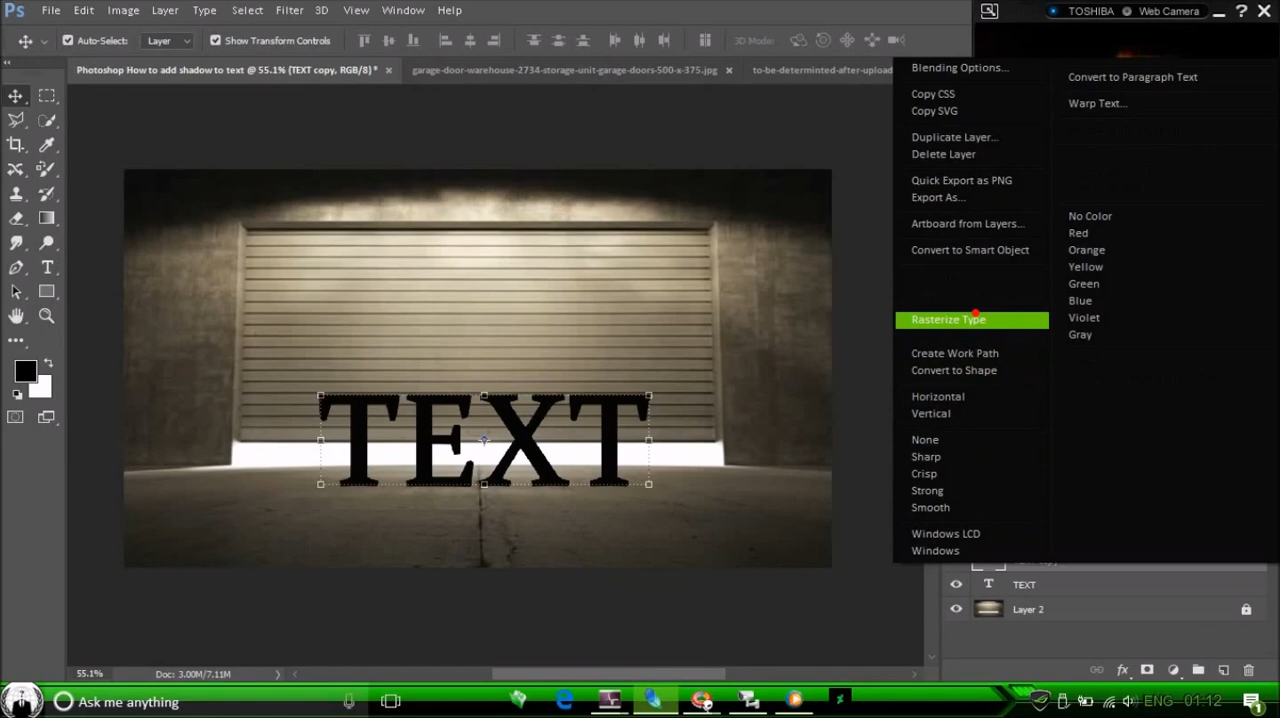 Ps File Edit Image Layer Type Select Filter 3D View Window Help
TOSHIBA Web Camera
Auto-Select: Layer Show Transform Controls 3D Mode:
Photoshop How to add shadow to text @ 55.1% (TEXT copy, RGB/8) * × garage-door-warehouse-2734-storage-unit-garage-doors-500-x-375.jpg × to-be-determinted-after-upload
Blending Options...
Copy CSS
Copy SVG
Duplicate Layer...
Delete Layer
Quick Export as PNG
Export As...
Artboard from Layers...
Convert to Smart Object
Rasterize Type
Create Work Path
Convert to Shape
Horizontal
Vertical
None
Sharp
Crisp
Strong
Smooth
Windows LCD
Windows
Convert to Paragraph Text
Warp Text...
No Color
Red
Orange
Yellow
Green
Blue
Violet
Gray
TEXT
TEXT
Layer 2
55.1% Doc: 3.00M/7.11M
Ask me anything
ENG 01:12